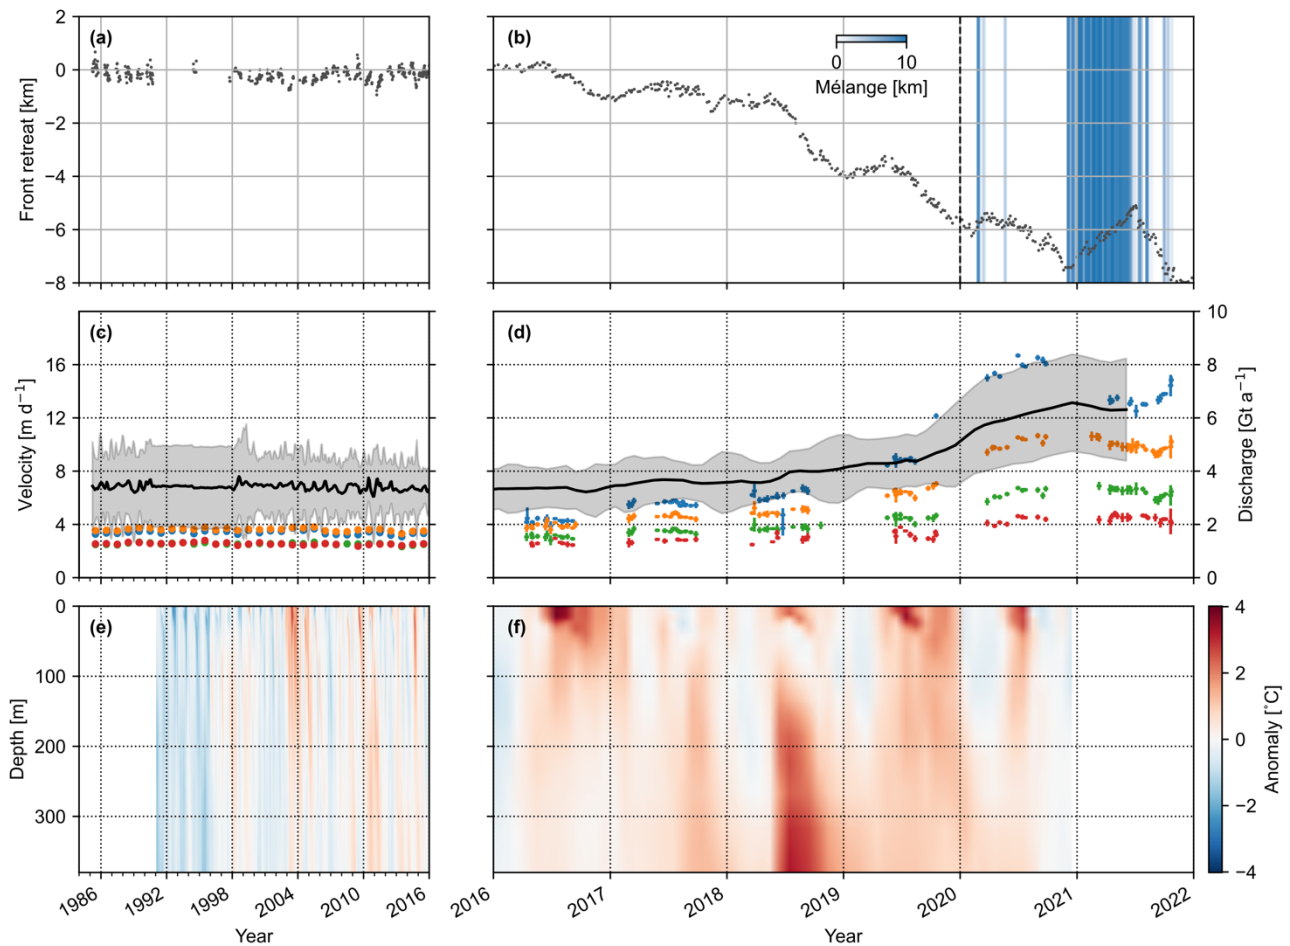 (a)
(b)
2
0
−2
−4
−6
−8
Front retreat [km]
0
10
Mélange [km]
(c)
(d)
16
12
8
4
0
Velocity [m d−1]
10
8
6
4
2
0
Discharge [Gt a−1]
(e)
(f)
0
100
200
300
Depth [m]
4
2
0
−2
−4
Anomaly [°C]
1986
1992
1998
2004
2010
2016
2016
2017
2018
2019
2020
2021
2022
Year
Year